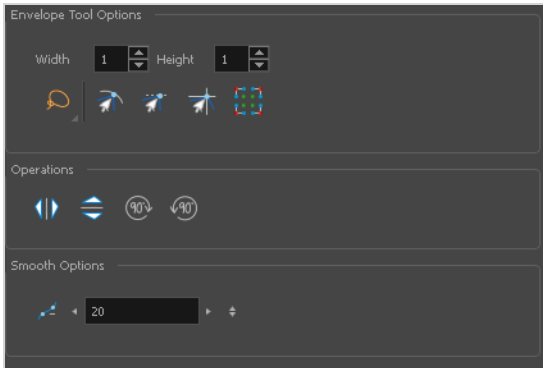 Envelope Tool Options
Width 1 Height 1
Operations
90 90
Smooth Options
20